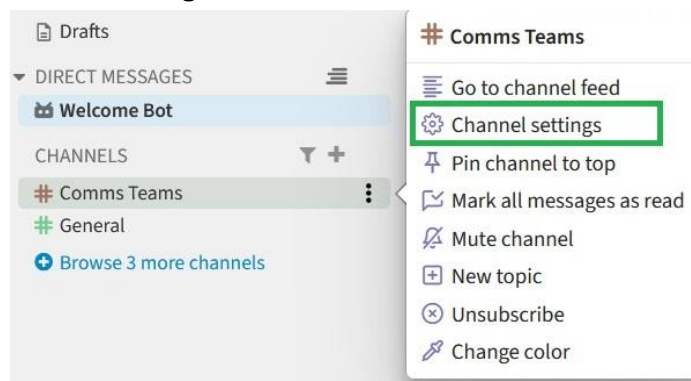 Drafts
DIRECT MESSAGES
Welcome Bot
CHANNELS
# Comms Teams
# General
Browse 3 more channels
# Comms Teams
Go to channel feed
Channel settings
Pin channel to top
Mark all messages as read
Mute channel
New topic
Unsubscribe
Change color